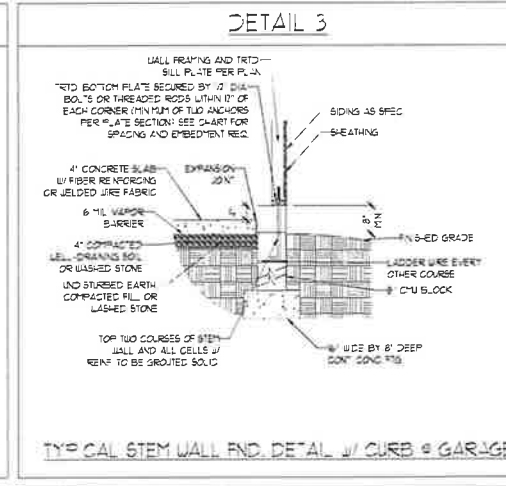 DETAIL 3
WALL FRAMING AND TRTD
SILL PLATE PER PLAN
TRTD BOTTOM PLATE SECURED BY DIA
BOLTS OR THREADED RODS WITHIN 12" OF
EACH CORNER (MINIMUM OF TWO ANCHORS
PER PLATE SECTION: SEE CHART FOR
SPACING AND EMBEDMENT REQ.
SIDING AS SPEC
SHEATHING
4" CONCRETE SLAB
W/ FIBER REINFORCING
OR WELDED WIRE FABRIC
EXPANSION
JOINT
8"
MIN
6 MIL VAPOR
BARRIER
FINISHED GRADE
4" COMPACTED
WELL-DRAINING SOIL
OR WASHED STONE
LADDER WIRE EVERY
OTHER COURSE
CMU BLOCK
UNDISTURBED EARTH
COMPACTED FILL OR
WASHED STONE
TOP TWO COURSES OF STEM
WALL AND ALL CELLS W/
REINF TO BE GROUTED SOLID
WIDE BY 8" DEEP
CONT CONC FTG
TYPICAL STEM WALL FND. DETAIL W/ CURB @ GARAGE